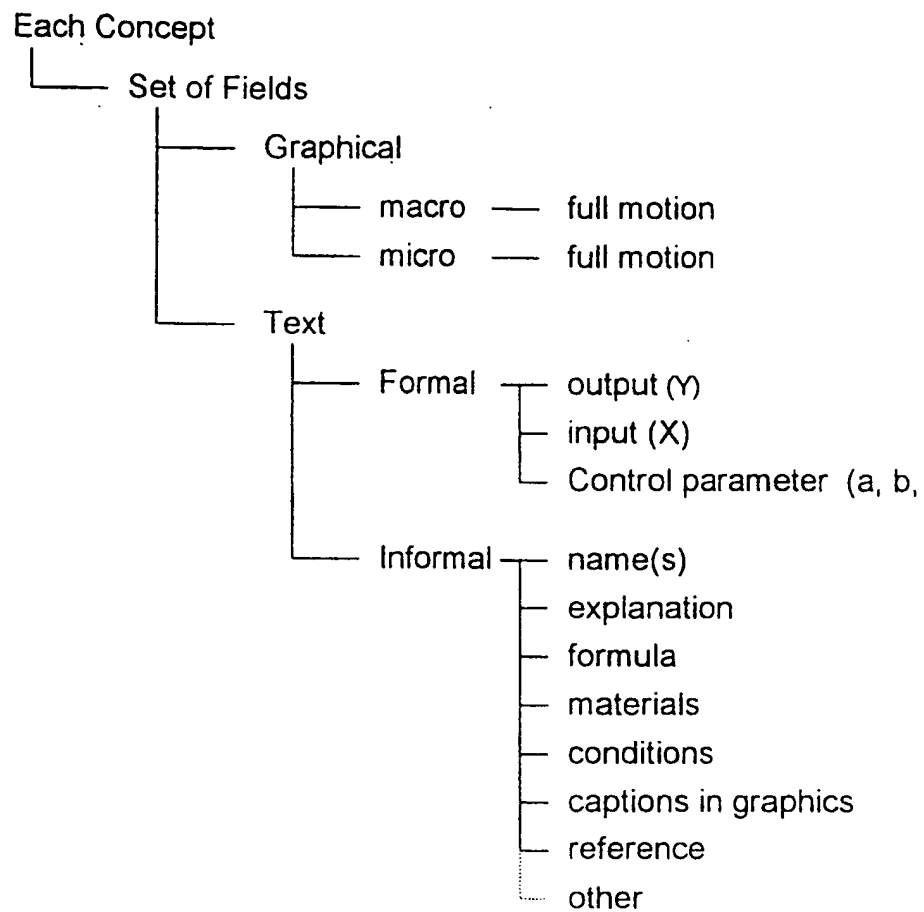 Each Concept
Set of Fields
Graphical
macro — full motion
micro — full motion
Text
Formal
output (Y)
input (X)
Control parameter (a, b,
Informal
name(s)
explanation
formula
materials
conditions
captions in graphics
reference
other